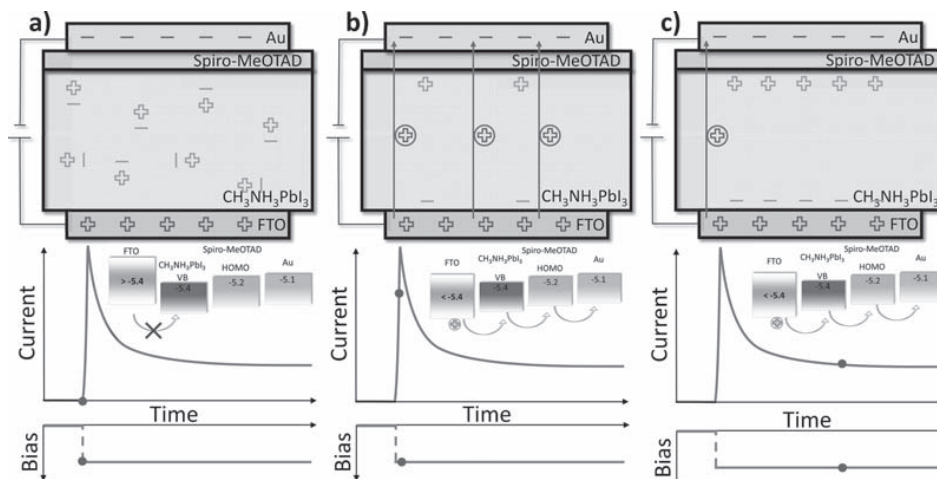 a)
Au
Spiro-MeOTAD
CH3NH3PbI3
FTO
FTO
> -5.4
CH3NH3PbI3
VB
-5.4
Spiro-MeOTAD
HOMO
-5.2
Au
-5.1
Current
Time
Bias
b)
Au
Spiro-MeOTAD
CH3NH3PbI3
FTO
FTO
< -5.4
CH3NH3PbI3
VB
-5.4
Spiro-MeOTAD
HOMO
-5.2
Au
-5.1
Current
Time
Bias
c)
Au
Spiro-MeOTAD
CH3NH3PbI3
FTO
FTO
< -5.4
CH3NH3PbI3
VB
-5.4
Spiro-MeOTAD
HOMO
-5.2
Au
-5.1
Current
Time
Bias